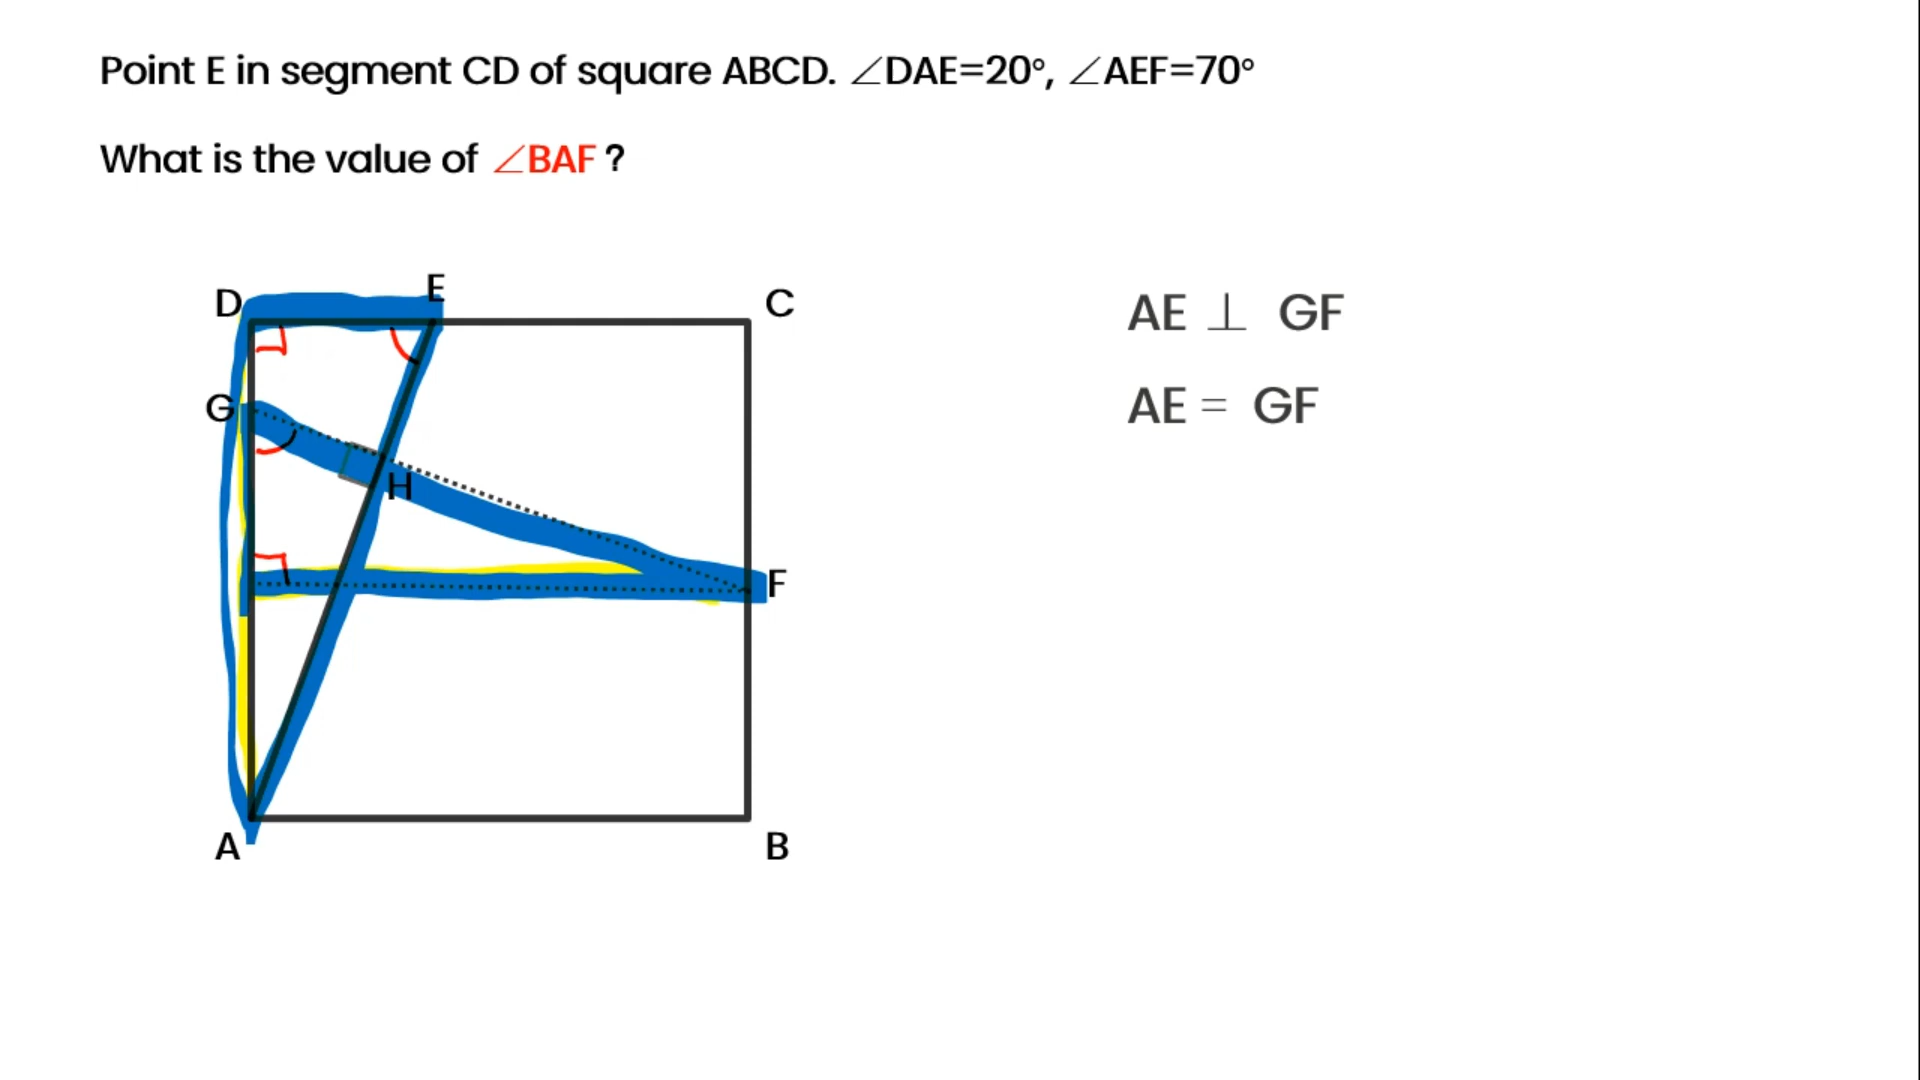 Point E in segment CD of square ABCD. ∠DAE=20°, ∠AEF=70°
What is the value of ∠BAF ?
E
D
C
AE ⊥ GF
G
AE = GF
H
F
A
B